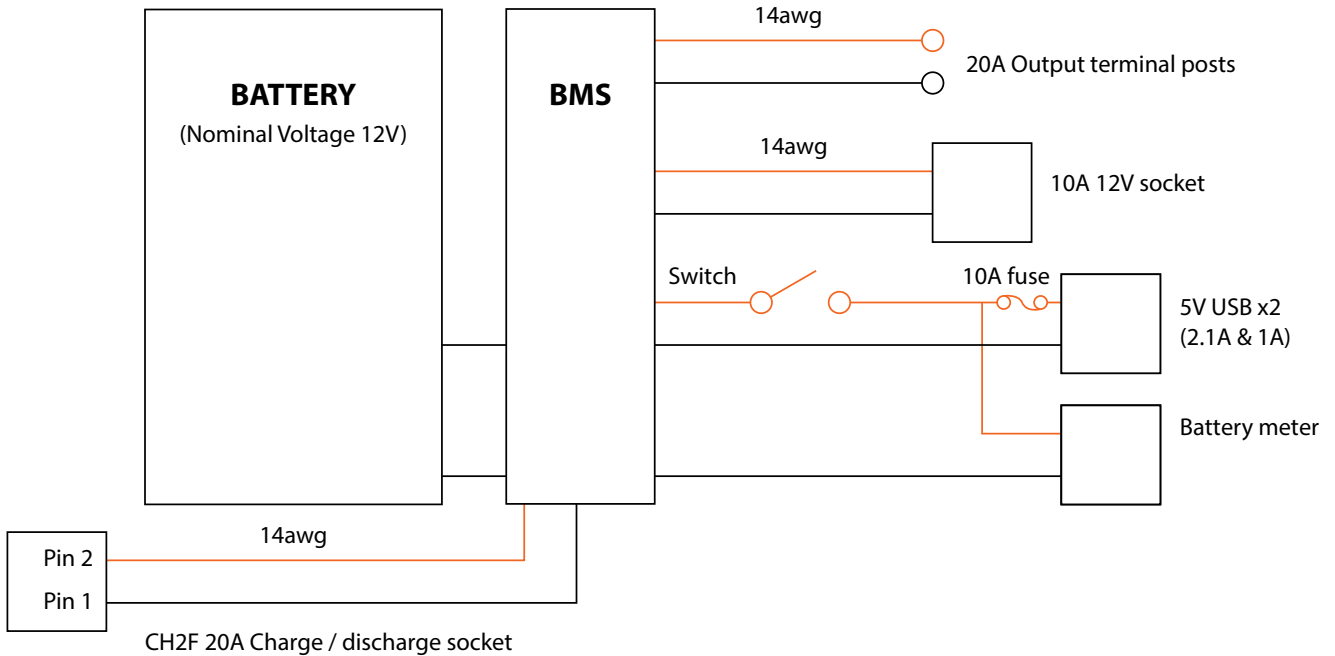 14awg
20A Output terminal posts
BATTERY
(Nominal Voltage 12V)
BMS
14awg
10A 12V socket
Switch
10A fuse
5V USB x2
(2.1A & 1A)
Battery meter
14awg
Pin 2
Pin 1
CH2F 20A Charge / discharge socket